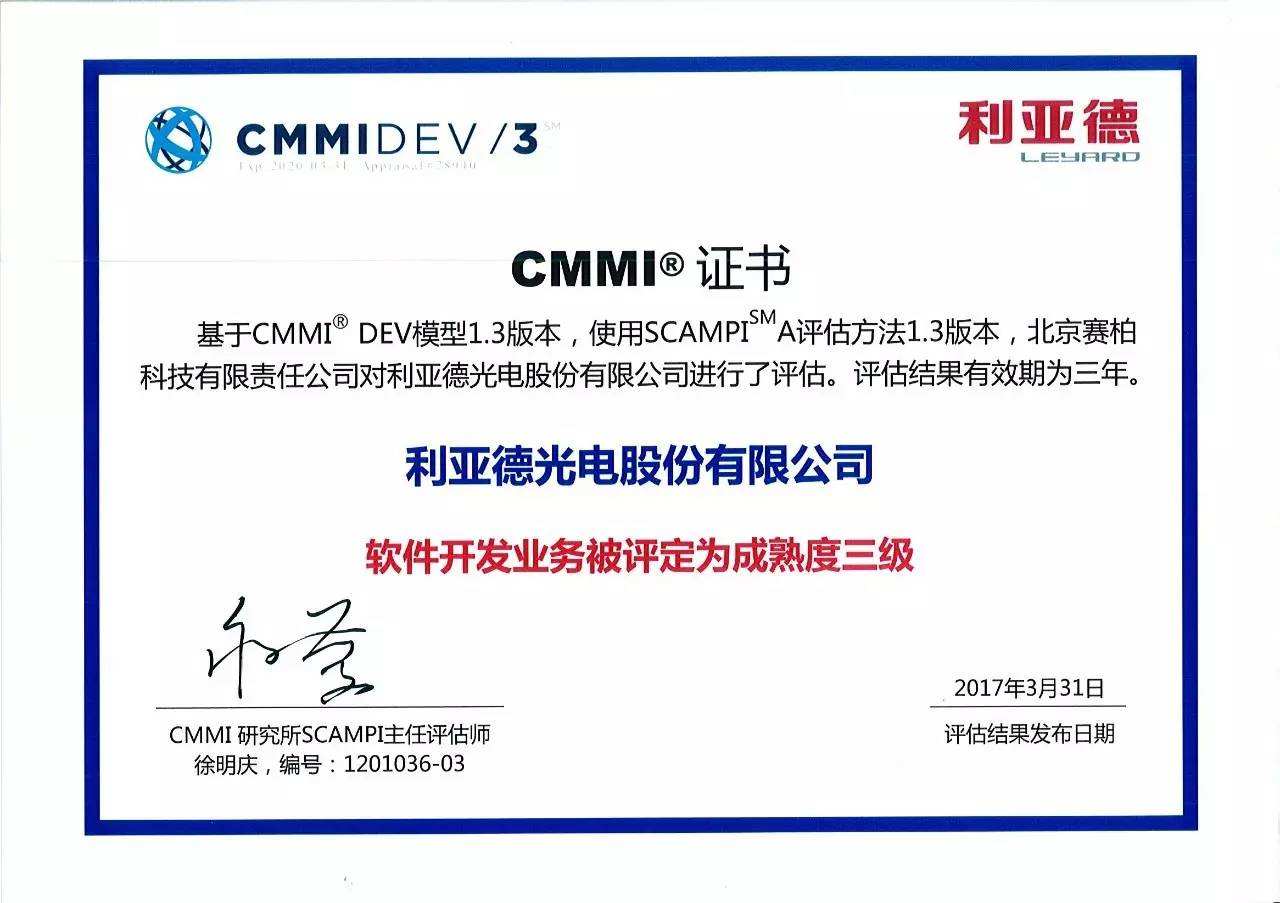 CMMIDEV/3 SM
Exp. 2020-03-31 Appraisal#28940
利亚德
LEYARD
CMMI® 证书
基于CMMI® DEV模型1.3版本，使用SCAMPI SM A评估方法1.3版本，北京赛柏
科技有限责任公司对利亚德光电股份有限公司进行了评估。评估结果有效期为三年。
利亚德光电股份有限公司
软件开发业务被评定为成熟度三级
2017年3月31日
CMMI 研究所SCAMPI主任评估师
评估结果发布日期
徐明庆，编号：1201036-03